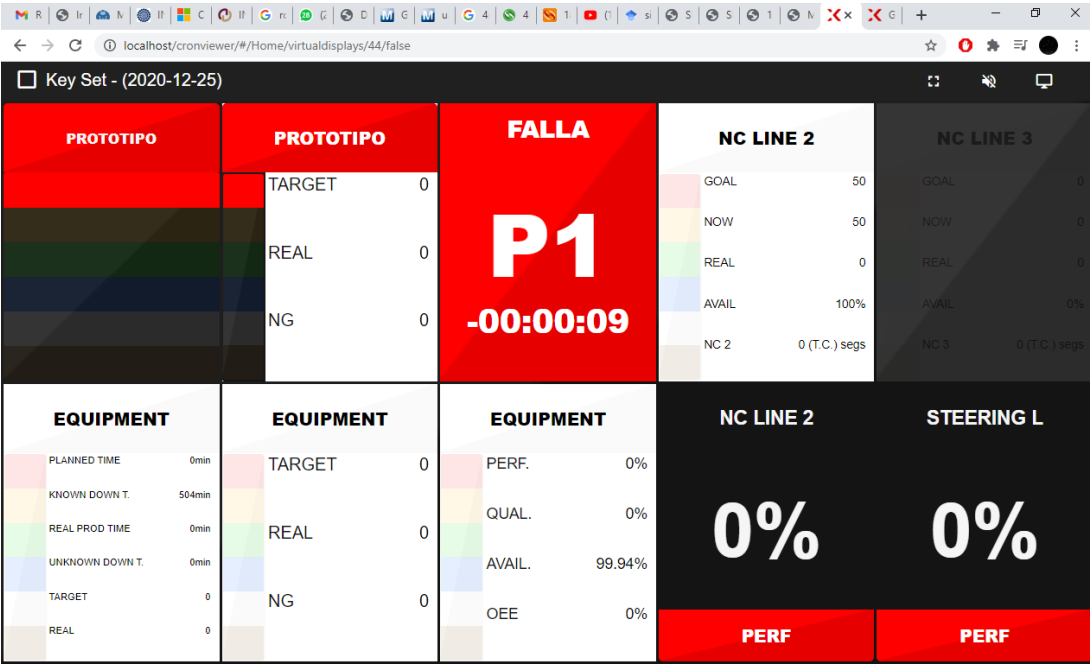 localhost/cronviewer/#/Home/virtualdisplays/44/false
Key Set - (2020-12-25)
PROTOTIPO
PROTOTIPO
TARGET 0
REAL 0
NG 0
FALLA
P1
-00:00:09
NC LINE 2
GOAL 50
NOW 50
REAL 0
AVAIL 100%
NC 2 0 (T.C.) segs
NC LINE 3
GOAL 0
NOW 0
REAL 0
AVAIL 0%
NC 3 0 (T.C.) segs
EQUIPMENT
PLANNED TIME 0min
KNOWN DOWN T. 504min
REAL PROD TIME 0min
UNKNOWN DOWN T. 0min
TARGET 0
REAL 0
EQUIPMENT
TARGET 0
REAL 0
NG 0
EQUIPMENT
PERF. 0%
QUAL. 0%
AVAIL. 99.94%
OEE 0%
NC LINE 2
0%
PERF
STEERING L
0%
PERF